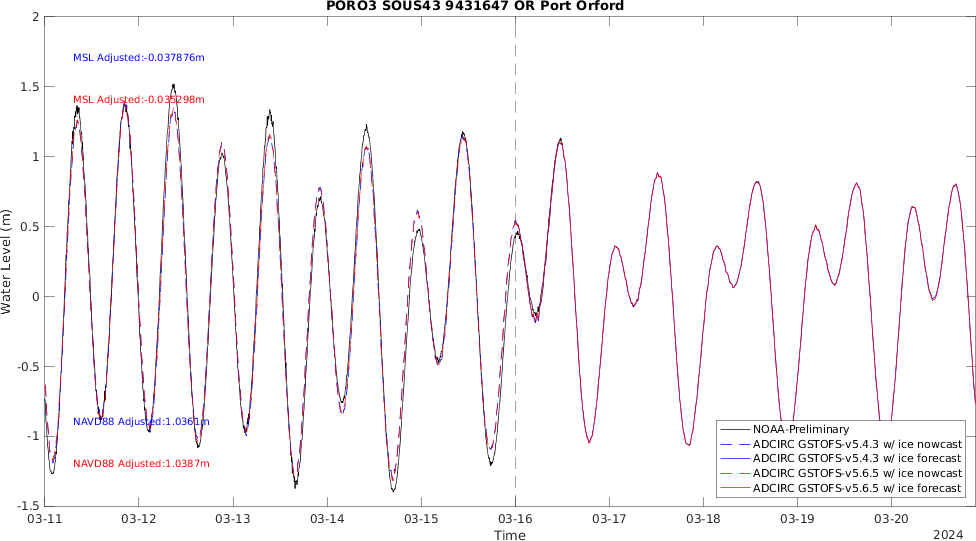 PORO3 SOUS43 9431647 OR Port Orford
2
1.5
1
0.5
0
-0.5
-1
-1.5
Water Level (m)
MSL Adjusted:-0.037876m
MSL Adjusted:-0.035298m
NAVD88 Adjusted:1.0361m
NAVD88 Adjusted:1.0387m
NOAA-Preliminary
ADCIRC GSTOFS-v5.4.3 w/ ice nowcast
ADCIRC GSTOFS-v5.4.3 w/ ice forecast
ADCIRC GSTOFS-v5.6.5 w/ ice nowcast
ADCIRC GSTOFS-v5.6.5 w/ ice forecast
03-11 03-12 03-13 03-14 03-15 03-16 03-17 03-18 03-19 03-20
Time
2024